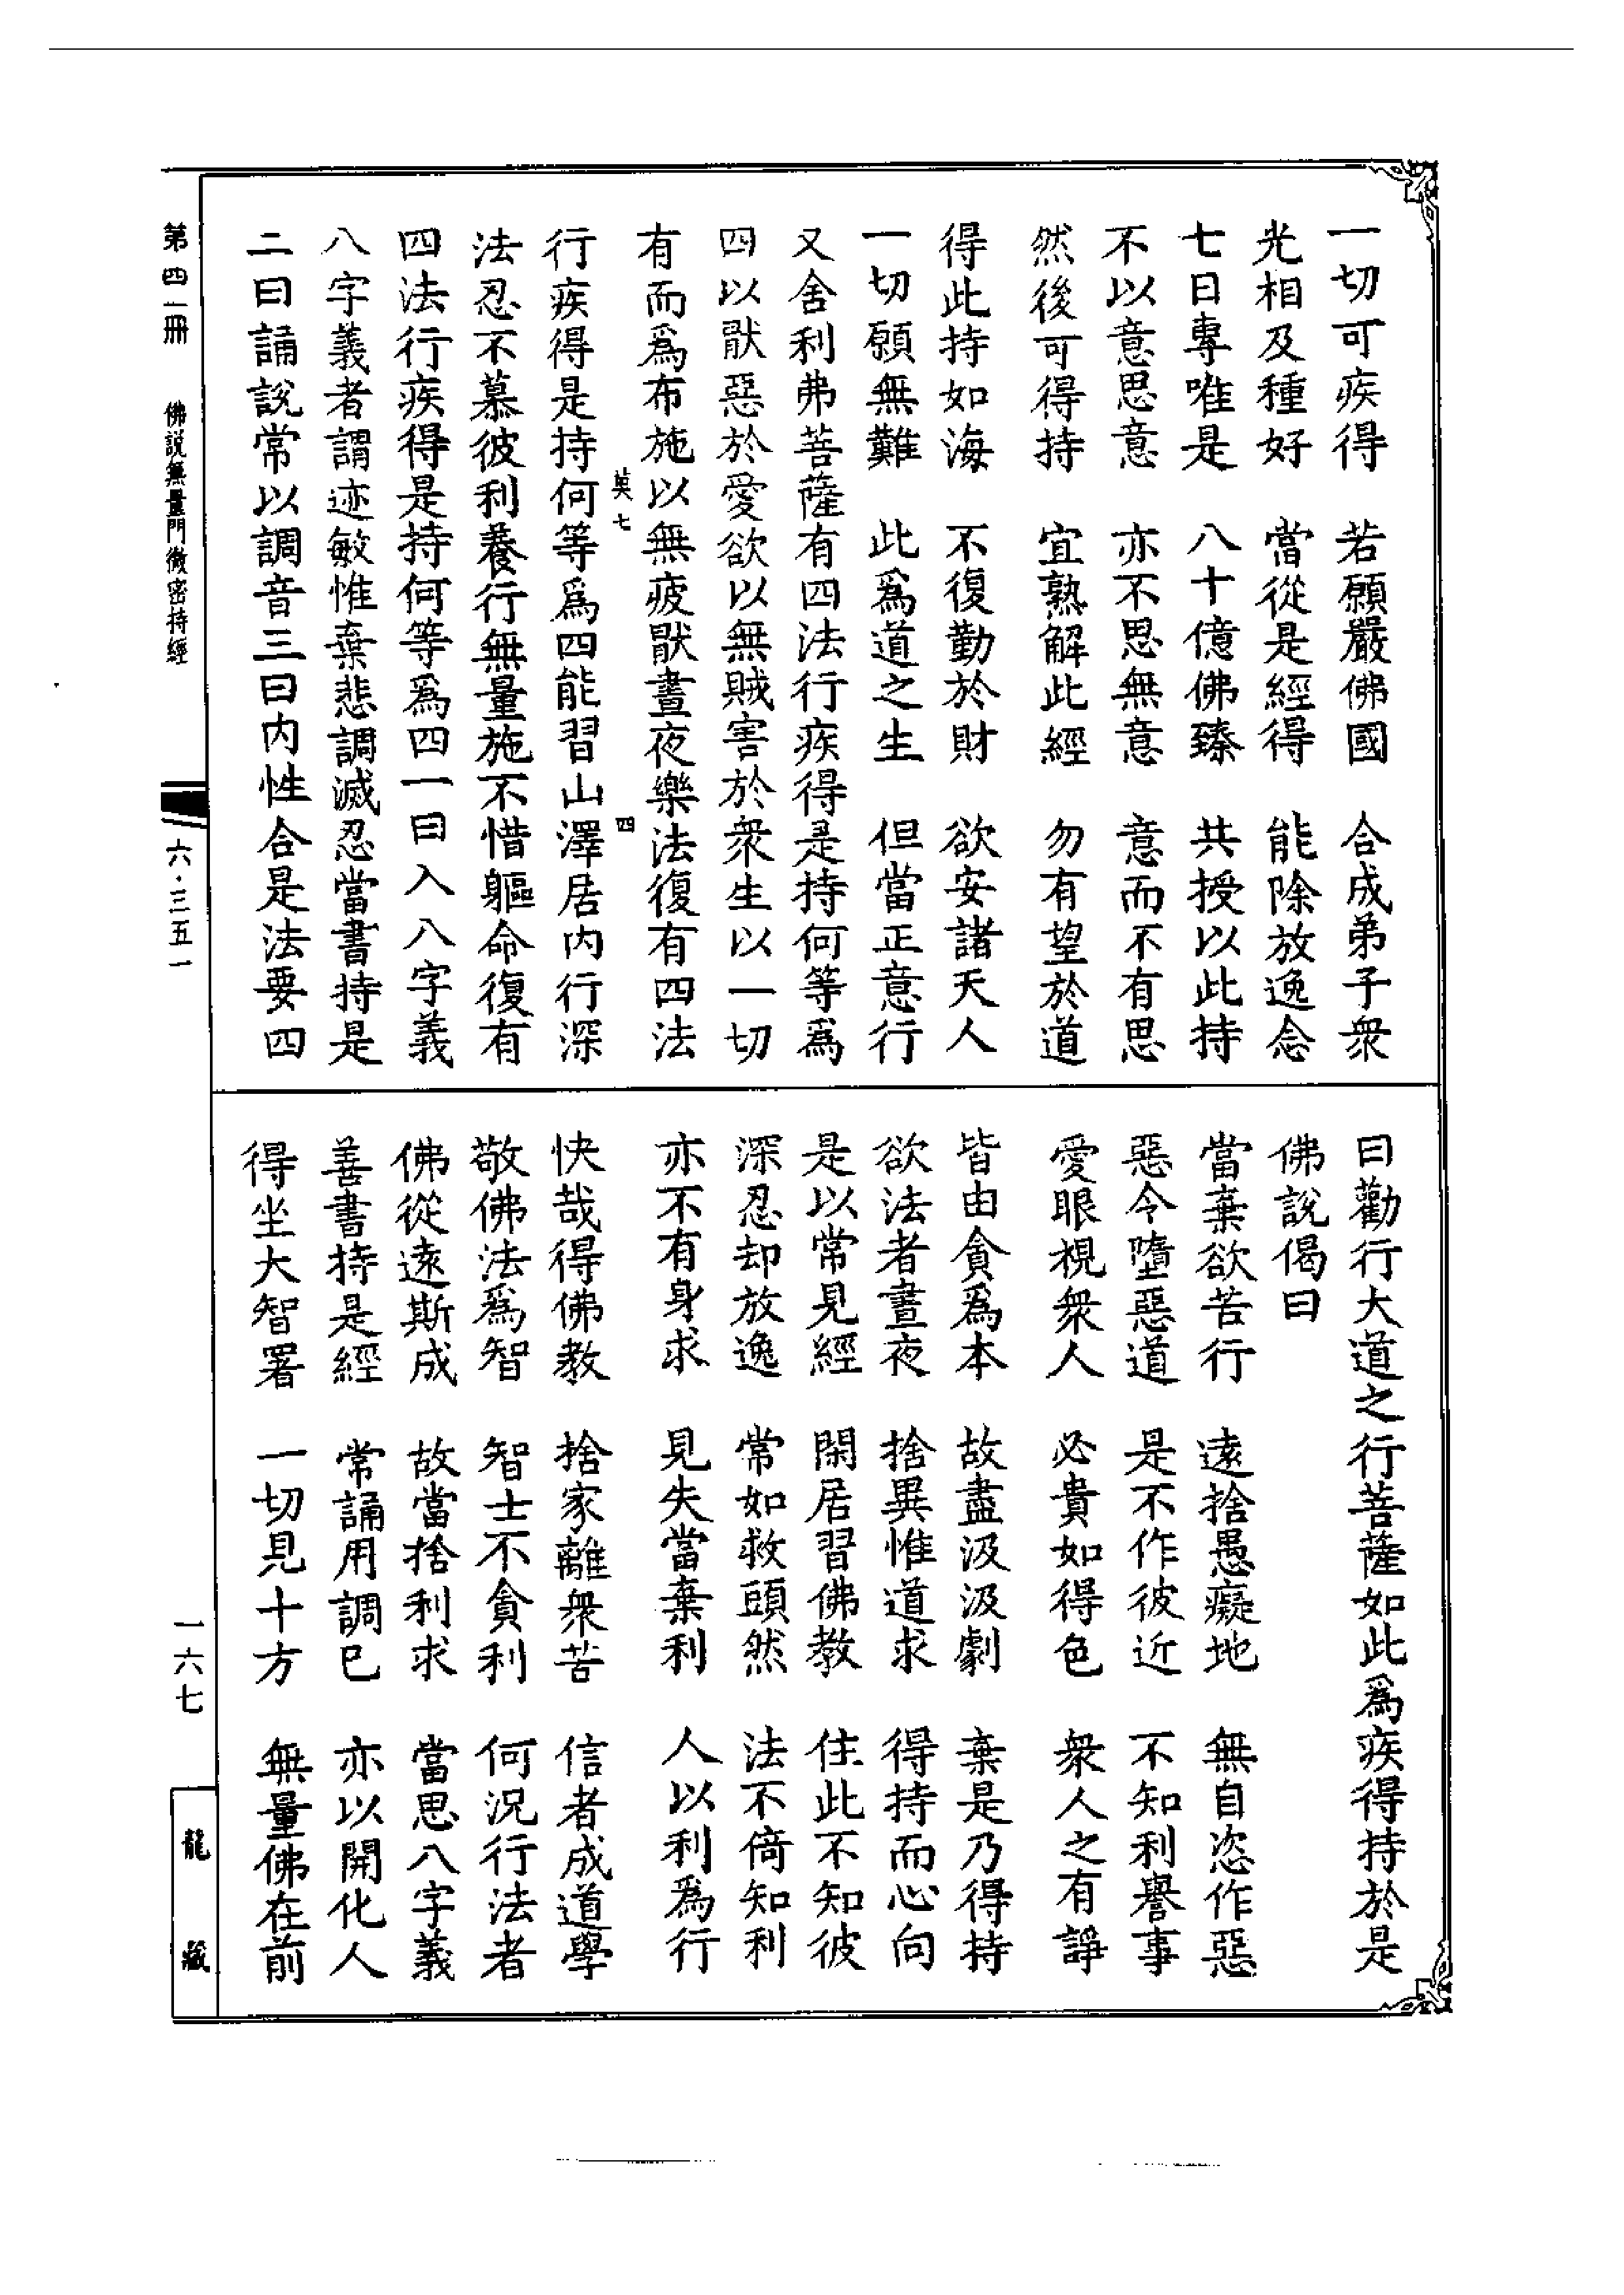 一切可疾得　若願嚴佛國　合成弟子衆
光相及種好　當從是經得　能除放逸念
七日專唯是　八十億佛臻　共授以此持
不以意思意　亦不思無意　意而不有思
然後可得持　宜熟解此經　勿有望於道
得此持如海　不復勤於財　欲安諸天人
一切願無難　此爲道之生　但當正意行
又舍利弗菩薩有四法行疾得是持何等爲
四以猒惡於愛欲以無賊害於衆生以一切
有而爲布施以無疲猒晝夜樂法復有四法
莫七　四
行疾得是持何等爲四能習山澤居内行深
法忍不慕彼利養行無量施不惜軀命復有
四法行疾得是持何等爲四一曰入八字義
八字義者謂迹敏惟棄悲調滅忍當書持是
二曰誦說常以調音三曰内性合是法要四
曰勸行大道之行菩薩如此爲疾得持於是
佛說偈曰
當棄欲苦行　遠捨愚癡地　無自恣作惡
惡令墮惡道　是不作彼近　不知利譽事
愛眼視衆人　必貴如得色　衆人之有諍
皆由貪爲本　故盡汲汲劇　棄是乃得持
欲法者晝夜　捨異惟道求　得持而心向
是以常見經　閑居習佛教　住此不知彼
深忍却放逸　常如救頭然　法不倚知利
亦不有身求　見失當棄利　人以利爲行
快哉得佛教　捨家離衆苦　信者成道學
敬佛法爲智　智士不貪利　何況行法者
佛從遠斯成　故當捨利求　當思八字義
善書持是經　常誦用調已　亦以開化人
得坐大智署　一切見十方　無量佛在前
第四一冊　佛說無量門微密持經　六·三五一
一六七
龍藏